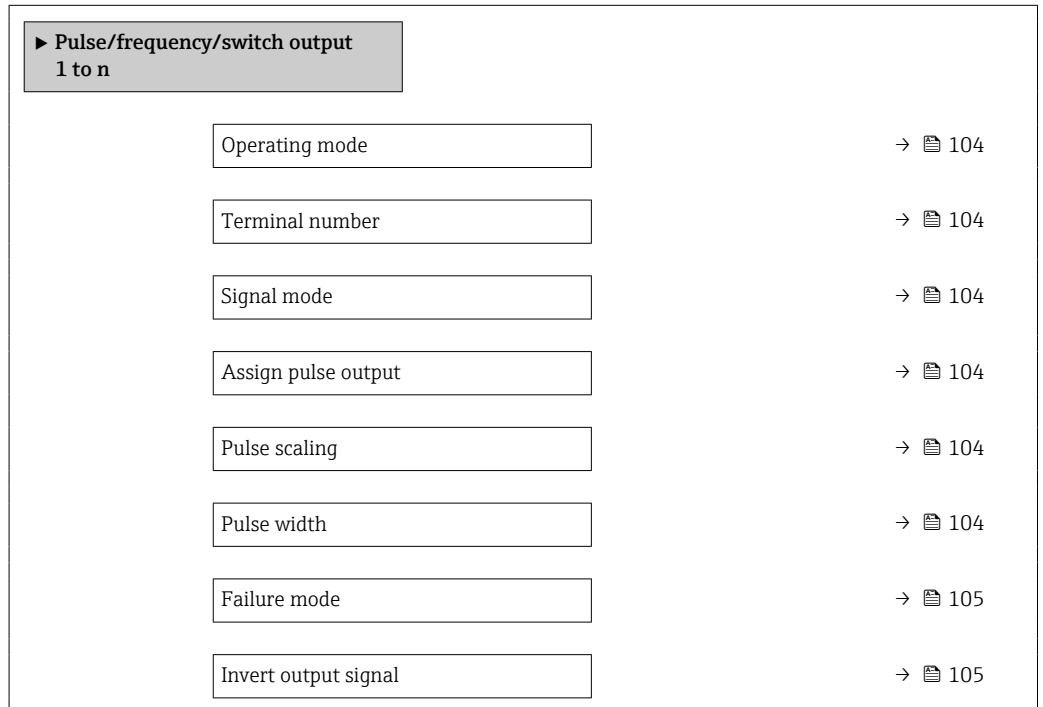 ► Pulse/frequency/switch output
1 to n
Operating mode → 104
Terminal number → 104
Signal mode → 104
Assign pulse output → 104
Pulse scaling → 104
Pulse width → 104
Failure mode → 105
Invert output signal → 105